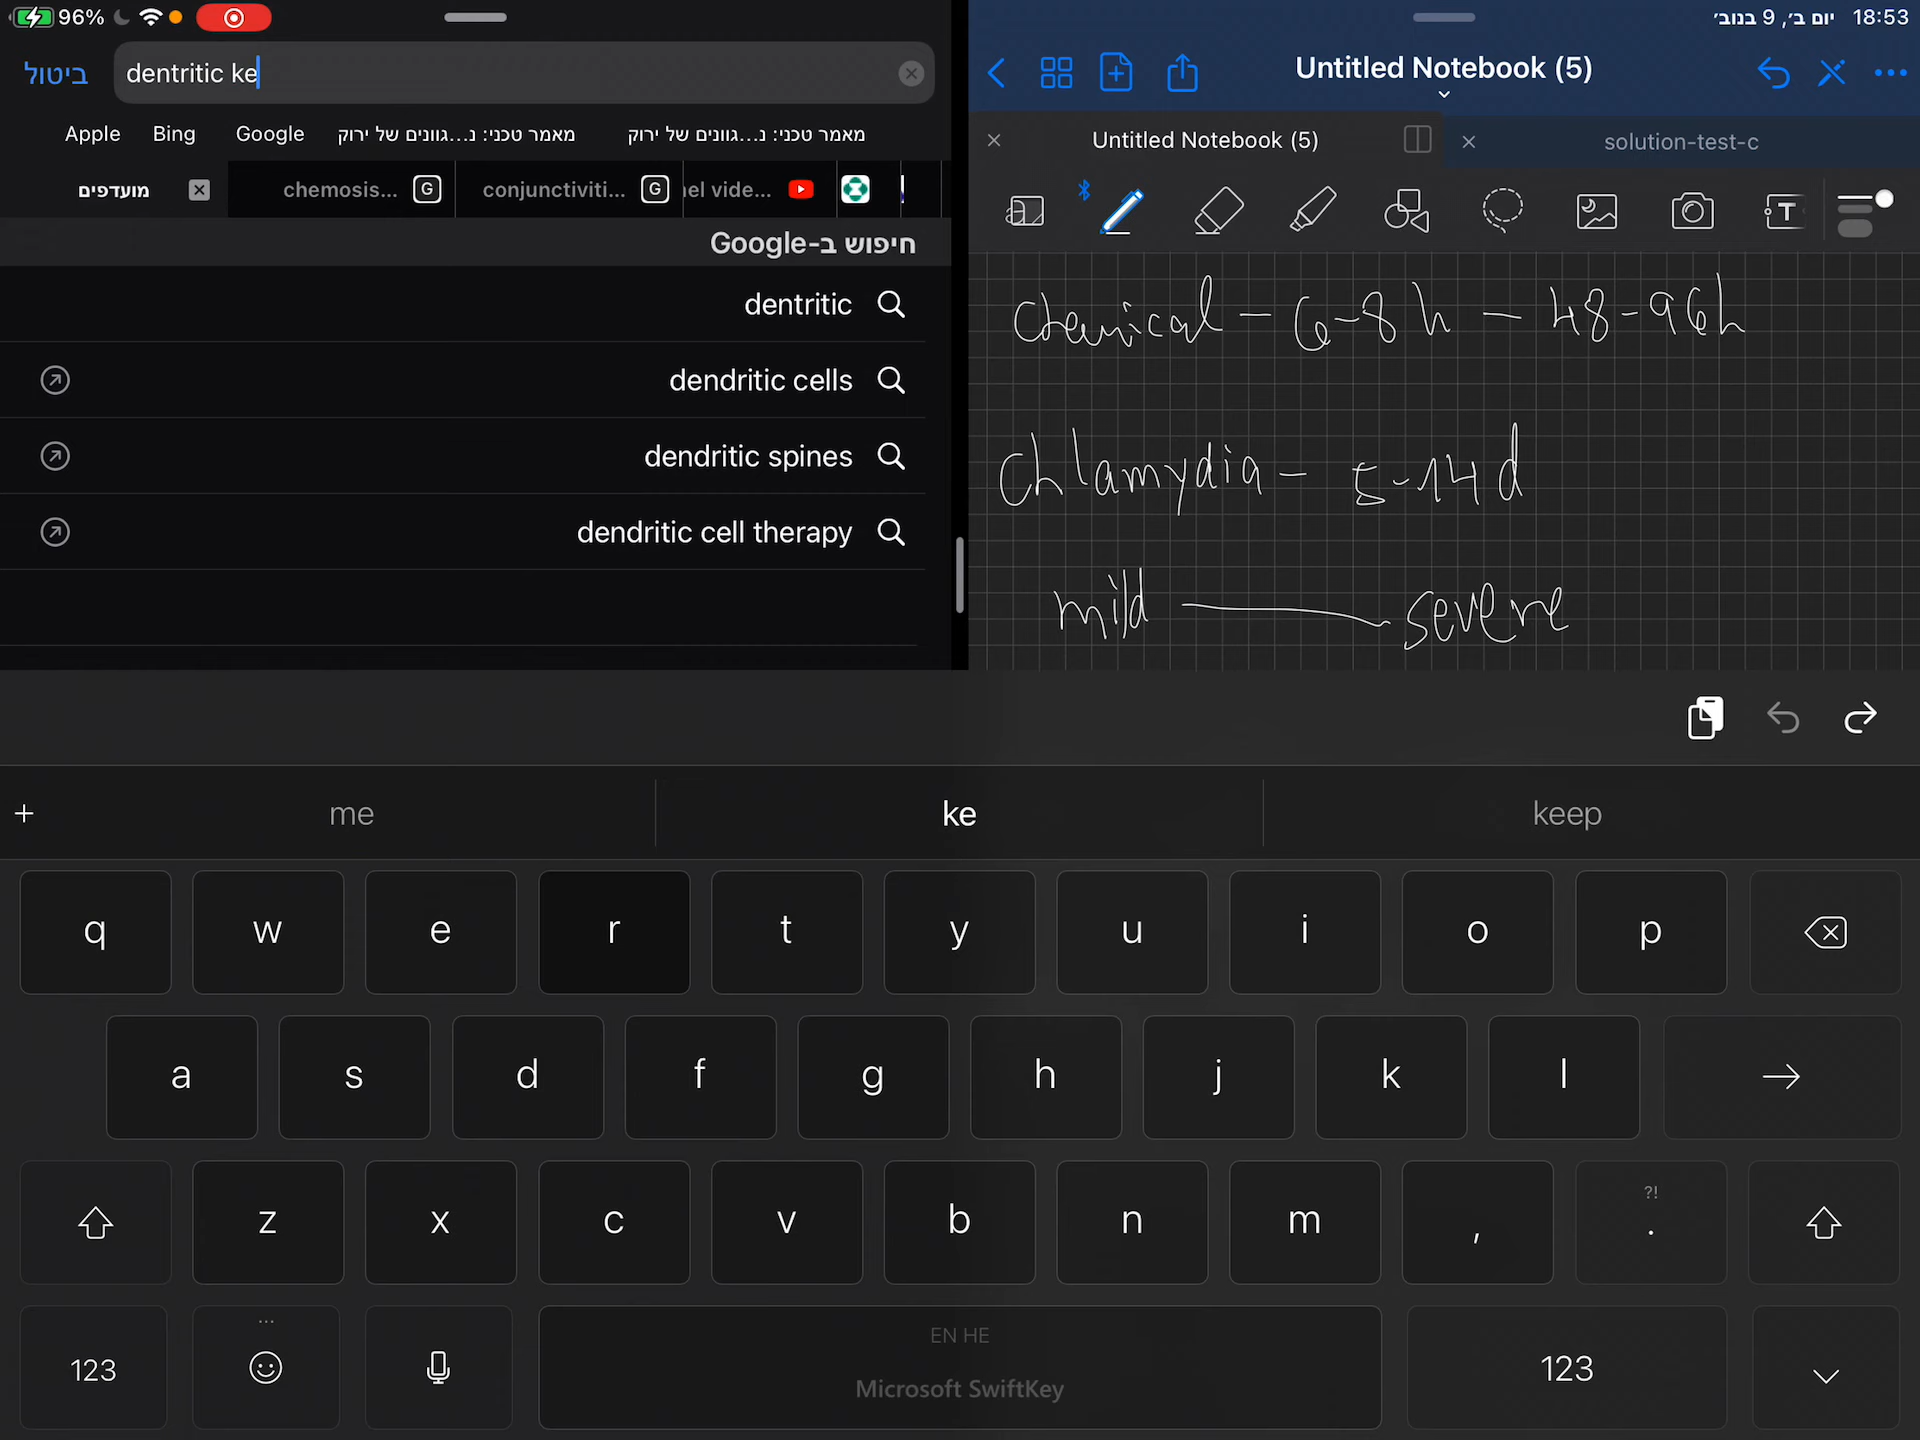 96%
dentritic ke
ביטול
Apple Bing Google מאמר טכני: נ...גוונים של ירוק מאמר טכני: נ...גוונים של ירוק
מועדפים chemosis... G conjunctiviti... G el vide...
חיפוש ב-Google
dentritic
dendritic cells
dendritic spines
dendritic cell therapy
יום ב׳, 9 בנוב׳ 18:53
Untitled Notebook (5)
Untitled Notebook (5) solution-test-c
T
Chemical - 6-8 h - 48-96h
Chlamydia - 5-14 d
mild — severe
+ me ke keep
q w e r t y u i o p
a s d f g h j k l
z x c v b n m , ?! .
123 ... EN HE 123
Microsoft SwiftKey